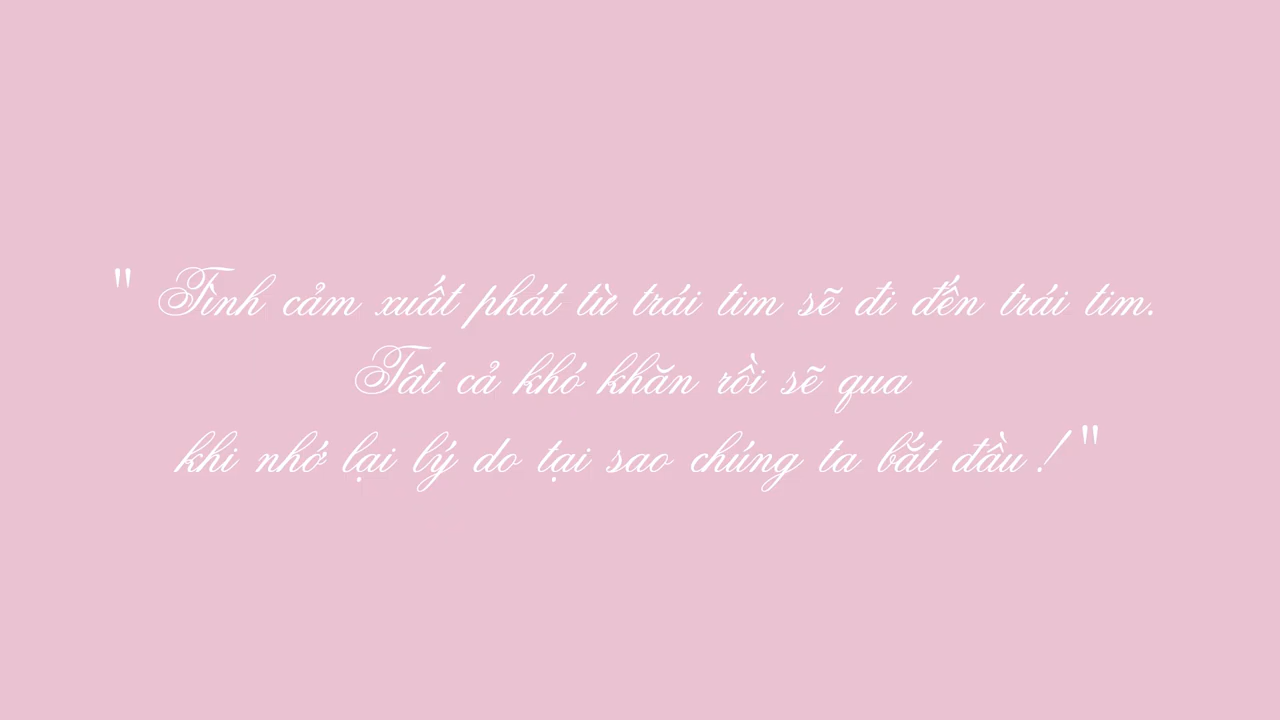 " Tình cảm xuất phát từ trái tim sẽ đi đến trái tim.
Tất cả khó khăn rồi sẽ qua
khi nhớ lại lý do tại sao chúng ta bắt đầu ! "